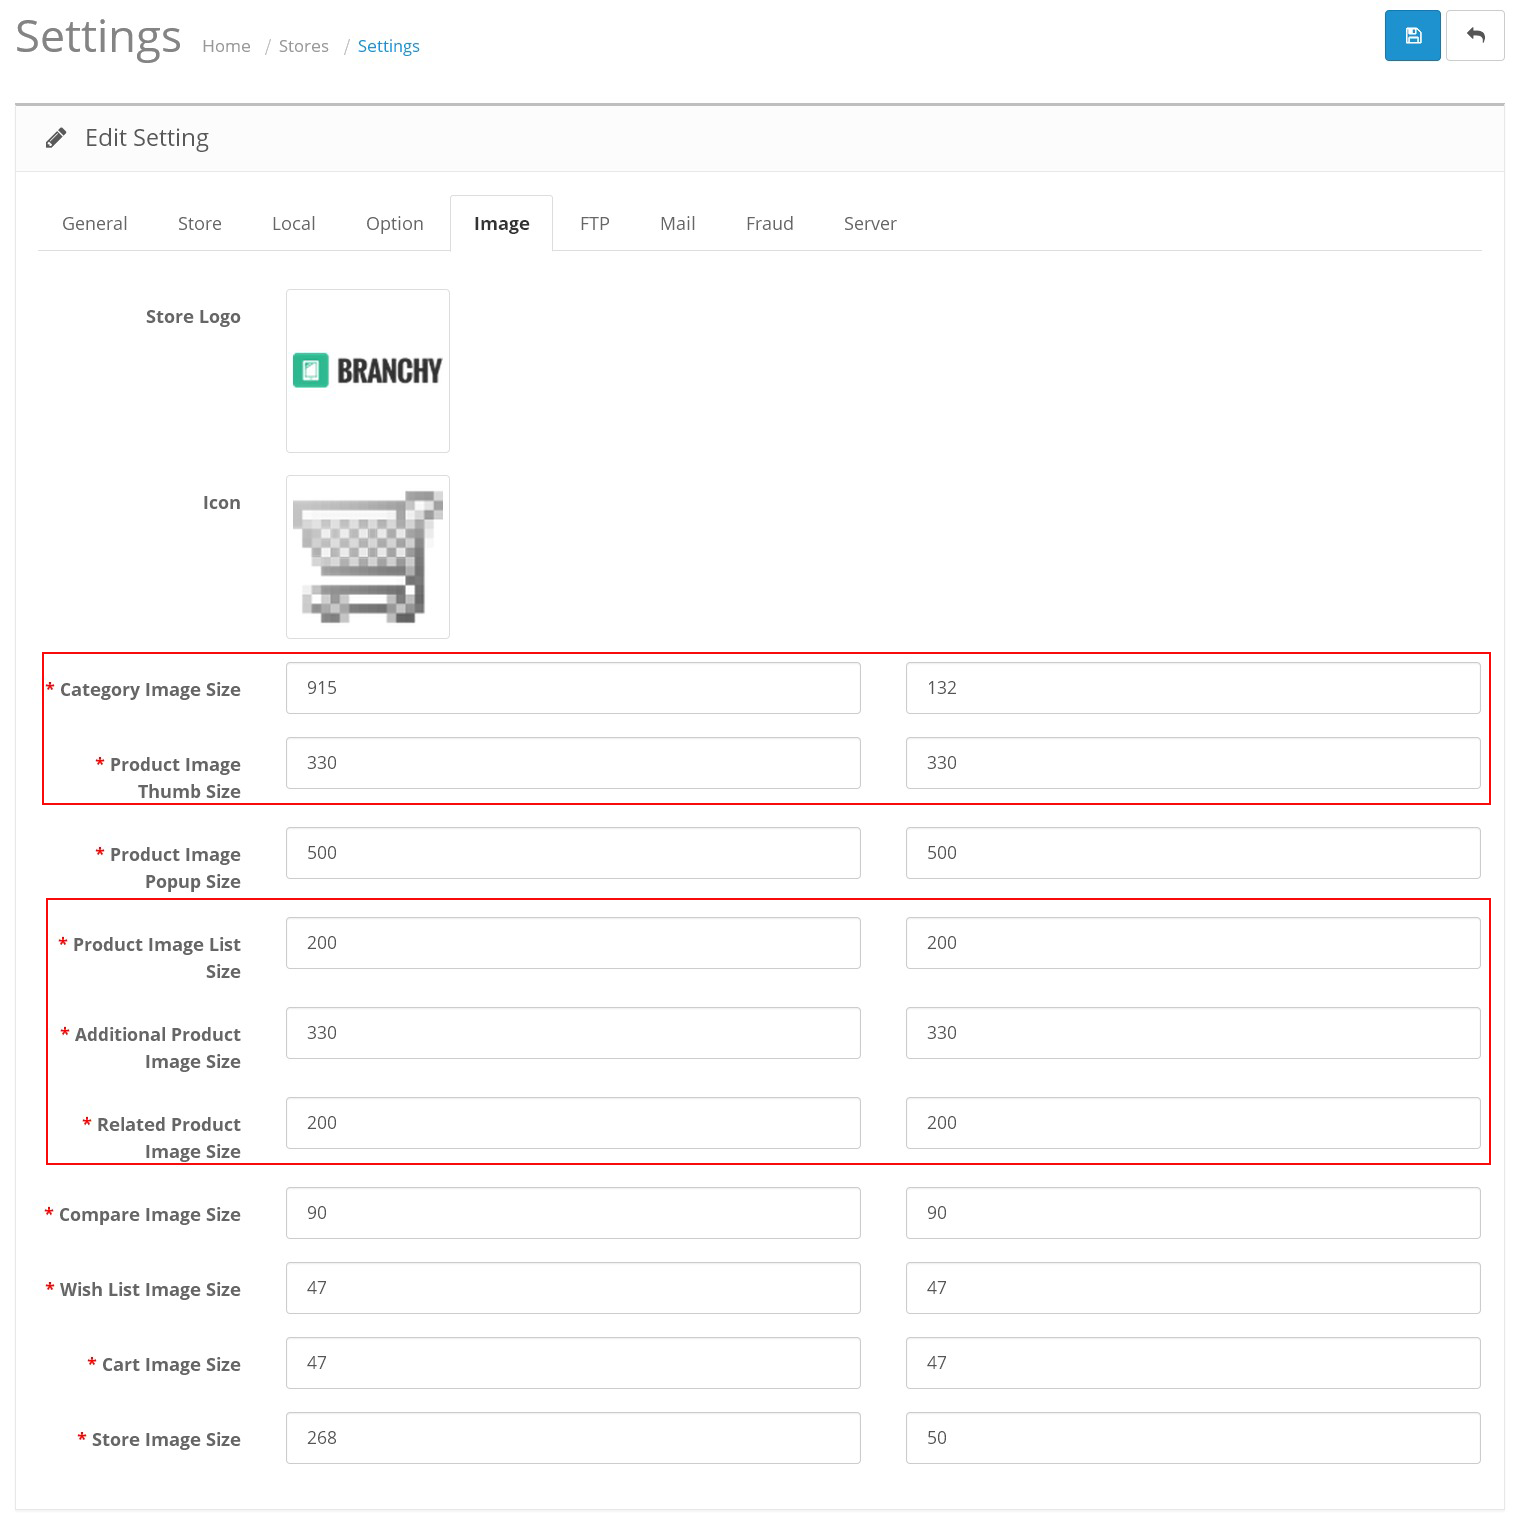 Settings Home / Stores / Settings
Edit Setting
General Store Local Option Image FTP Mail Fraud Server
Store Logo
BRANCHY
Icon
* Category Image Size 915 132
* Product Image 330 330
Thumb Size
* Product Image 500 500
Popup Size
* Product Image List 200 200
Size
* Additional Product 330 330
Image Size
* Related Product 200 200
Image Size
* Compare Image Size 90 90
* Wish List Image Size 47 47
* Cart Image Size 47 47
* Store Image Size 268 50